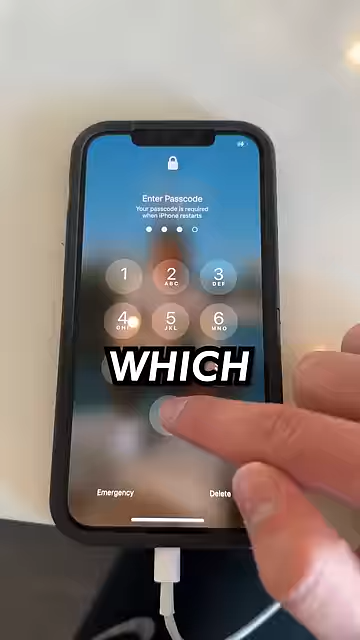 Enter Passcode
Your passcode is required
when iPhone restarts
1
2
ABC
3
DEF
4
GHI
5
JKL
6
MNO
WHICH
Emergency
Delete